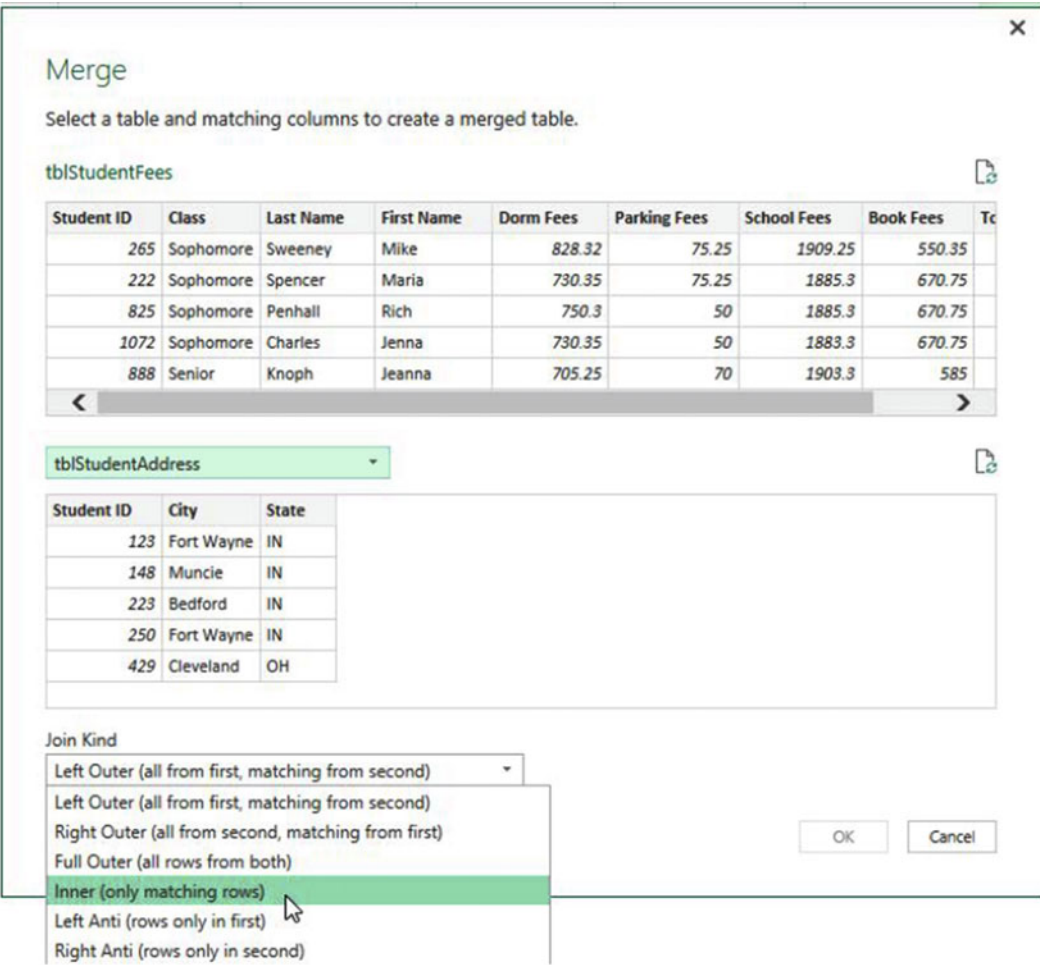 Merge
Select a table and matching columns to create a merged table.
tblStudentFees
Student ID Class Last Name First Name Dorm Fees Parking Fees School Fees Book Fees
265 Sophomore Sweeney Mike 828.32 75.25 1909.25 550.35
222 Sophomore Spencer Maria 730.35 75.25 1885.3 670.75
825 Sophomore Penhall Rich 750.3 50 1885.3 670.75
1072 Sophomore Charles Jenna 730.35 50 1883.3 670.75
888 Senior Knoph Jeanna 705.25 70 1903.3 585
tblStudentAddress
Student ID City State
123 Fort Wayne IN
148 Muncie IN
223 Bedford IN
250 Fort Wayne IN
429 Cleveland OH
Join Kind
Left Outer (all from first, matching from second)
Left Outer (all from first, matching from second)
Right Outer (all from second, matching from first)
Full Outer (all rows from both)
Inner (only matching rows)
Left Anti (rows only in first)
Right Anti (rows only in second)
OK Cancel